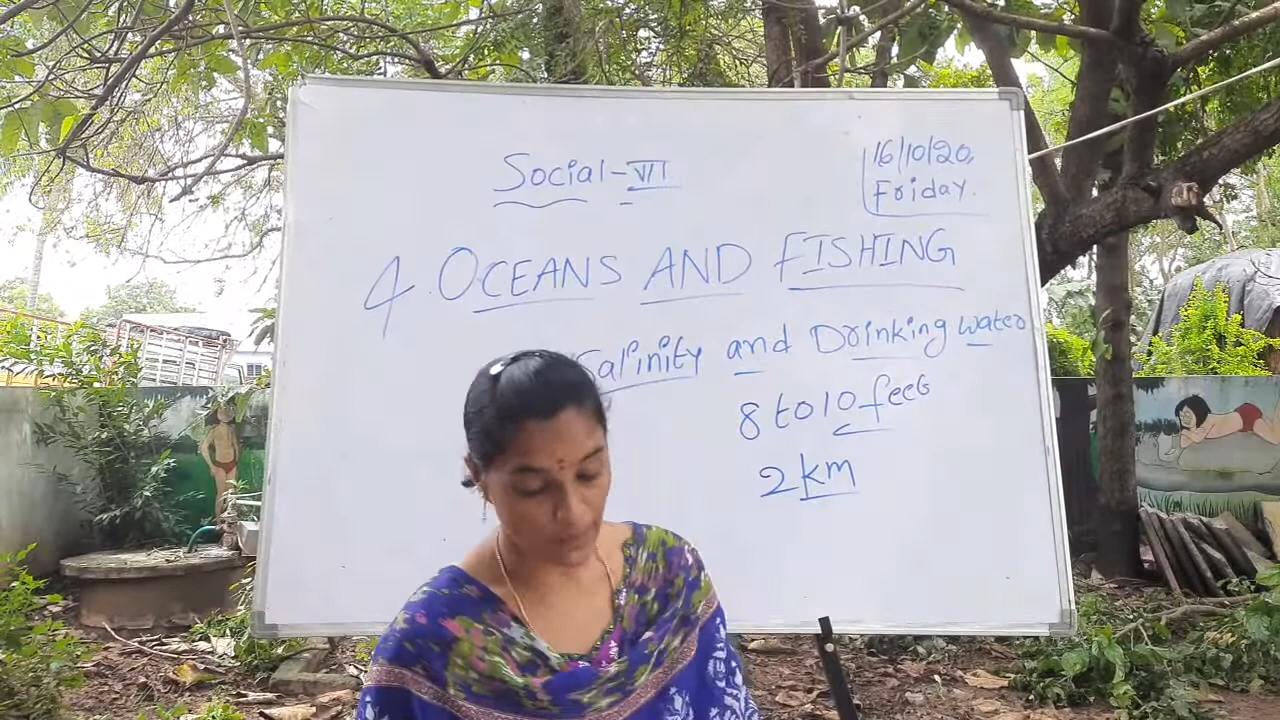 Social-VII
16/10/20,
Friday.
4. OCEANS AND FISHING
Salinity and Drinking water
8 to 10 feet
2 km